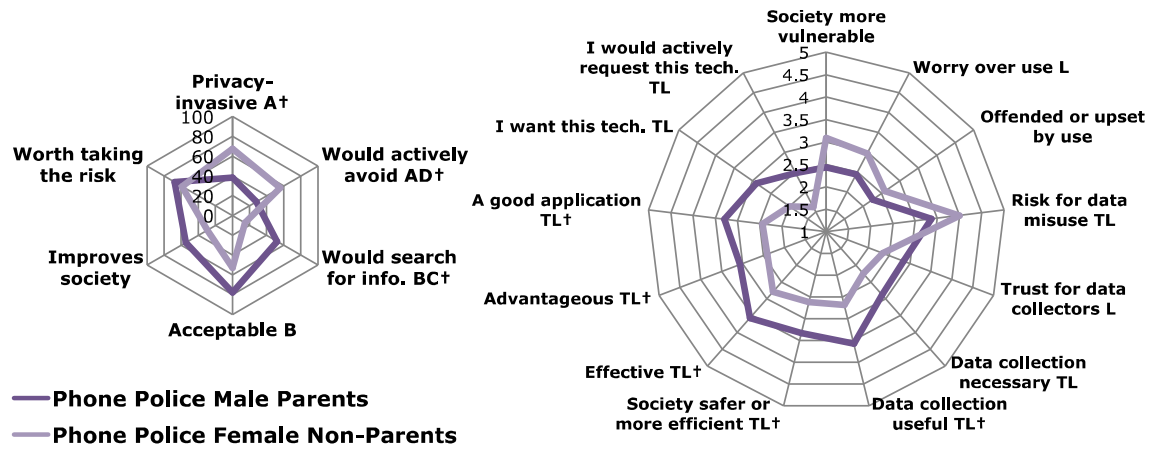 Privacy-
invasive A†
100
80
60
40
20
0
Would actively
avoid AD†
Would search
for info. BC†
Acceptable B
Improves
society
Worth taking
the risk
Society more
vulnerable
5
4.5
4
3.5
3
2.5
2
1.5
1
Worry over use L
Offended or upset
by use
Risk for data
misuse TL
Trust for data
collectors L
Data collection
necessary TL
Data collection
useful TL†
Society safer or
more efficient TL†
Effective TL†
Advantageous TL†
A good application
TL†
I want this tech. TL
I would actively
request this tech.
TL
Phone Police Male Parents
Phone Police Female Non-Parents